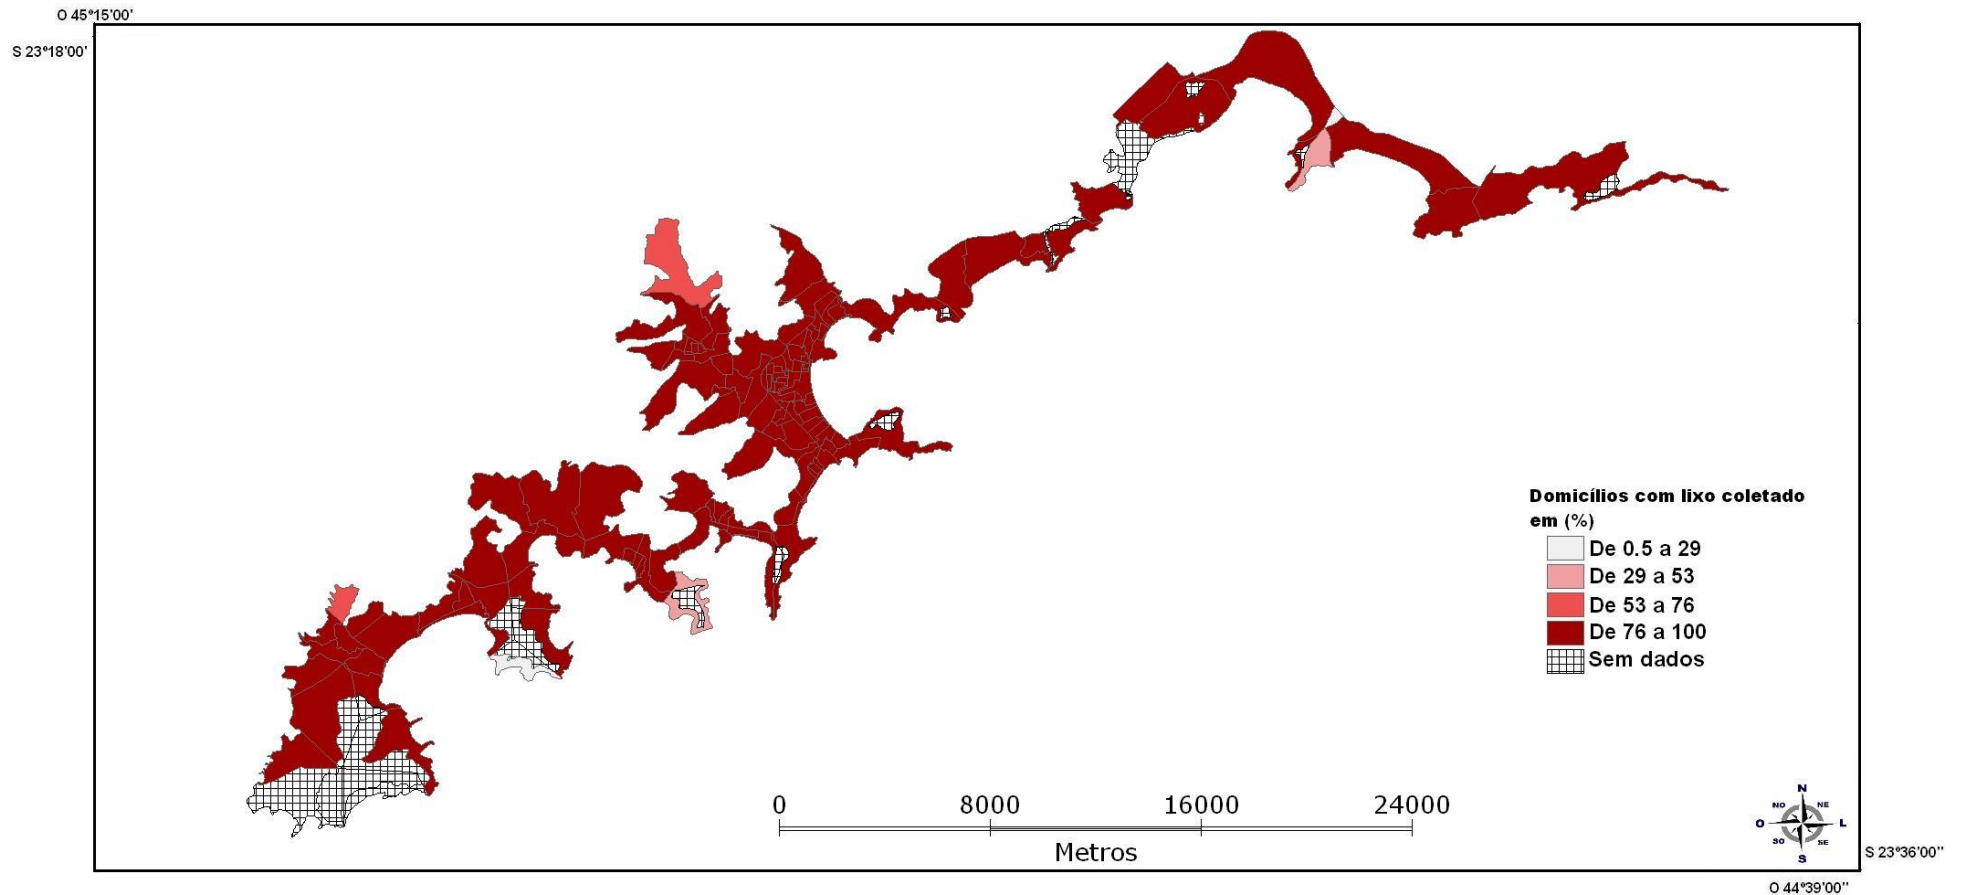 O 45°15'00'
S 23°18'00'
Domicílios com lixo coletado
em (%)
De 0.5 a 29
De 29 a 53
De 53 a 76
De 76 a 100
Sem dados
0 8000 16000 24000
Metros
N
NO NE
O L
SO SE
S
S 23°36'00"
O 44°39'00"